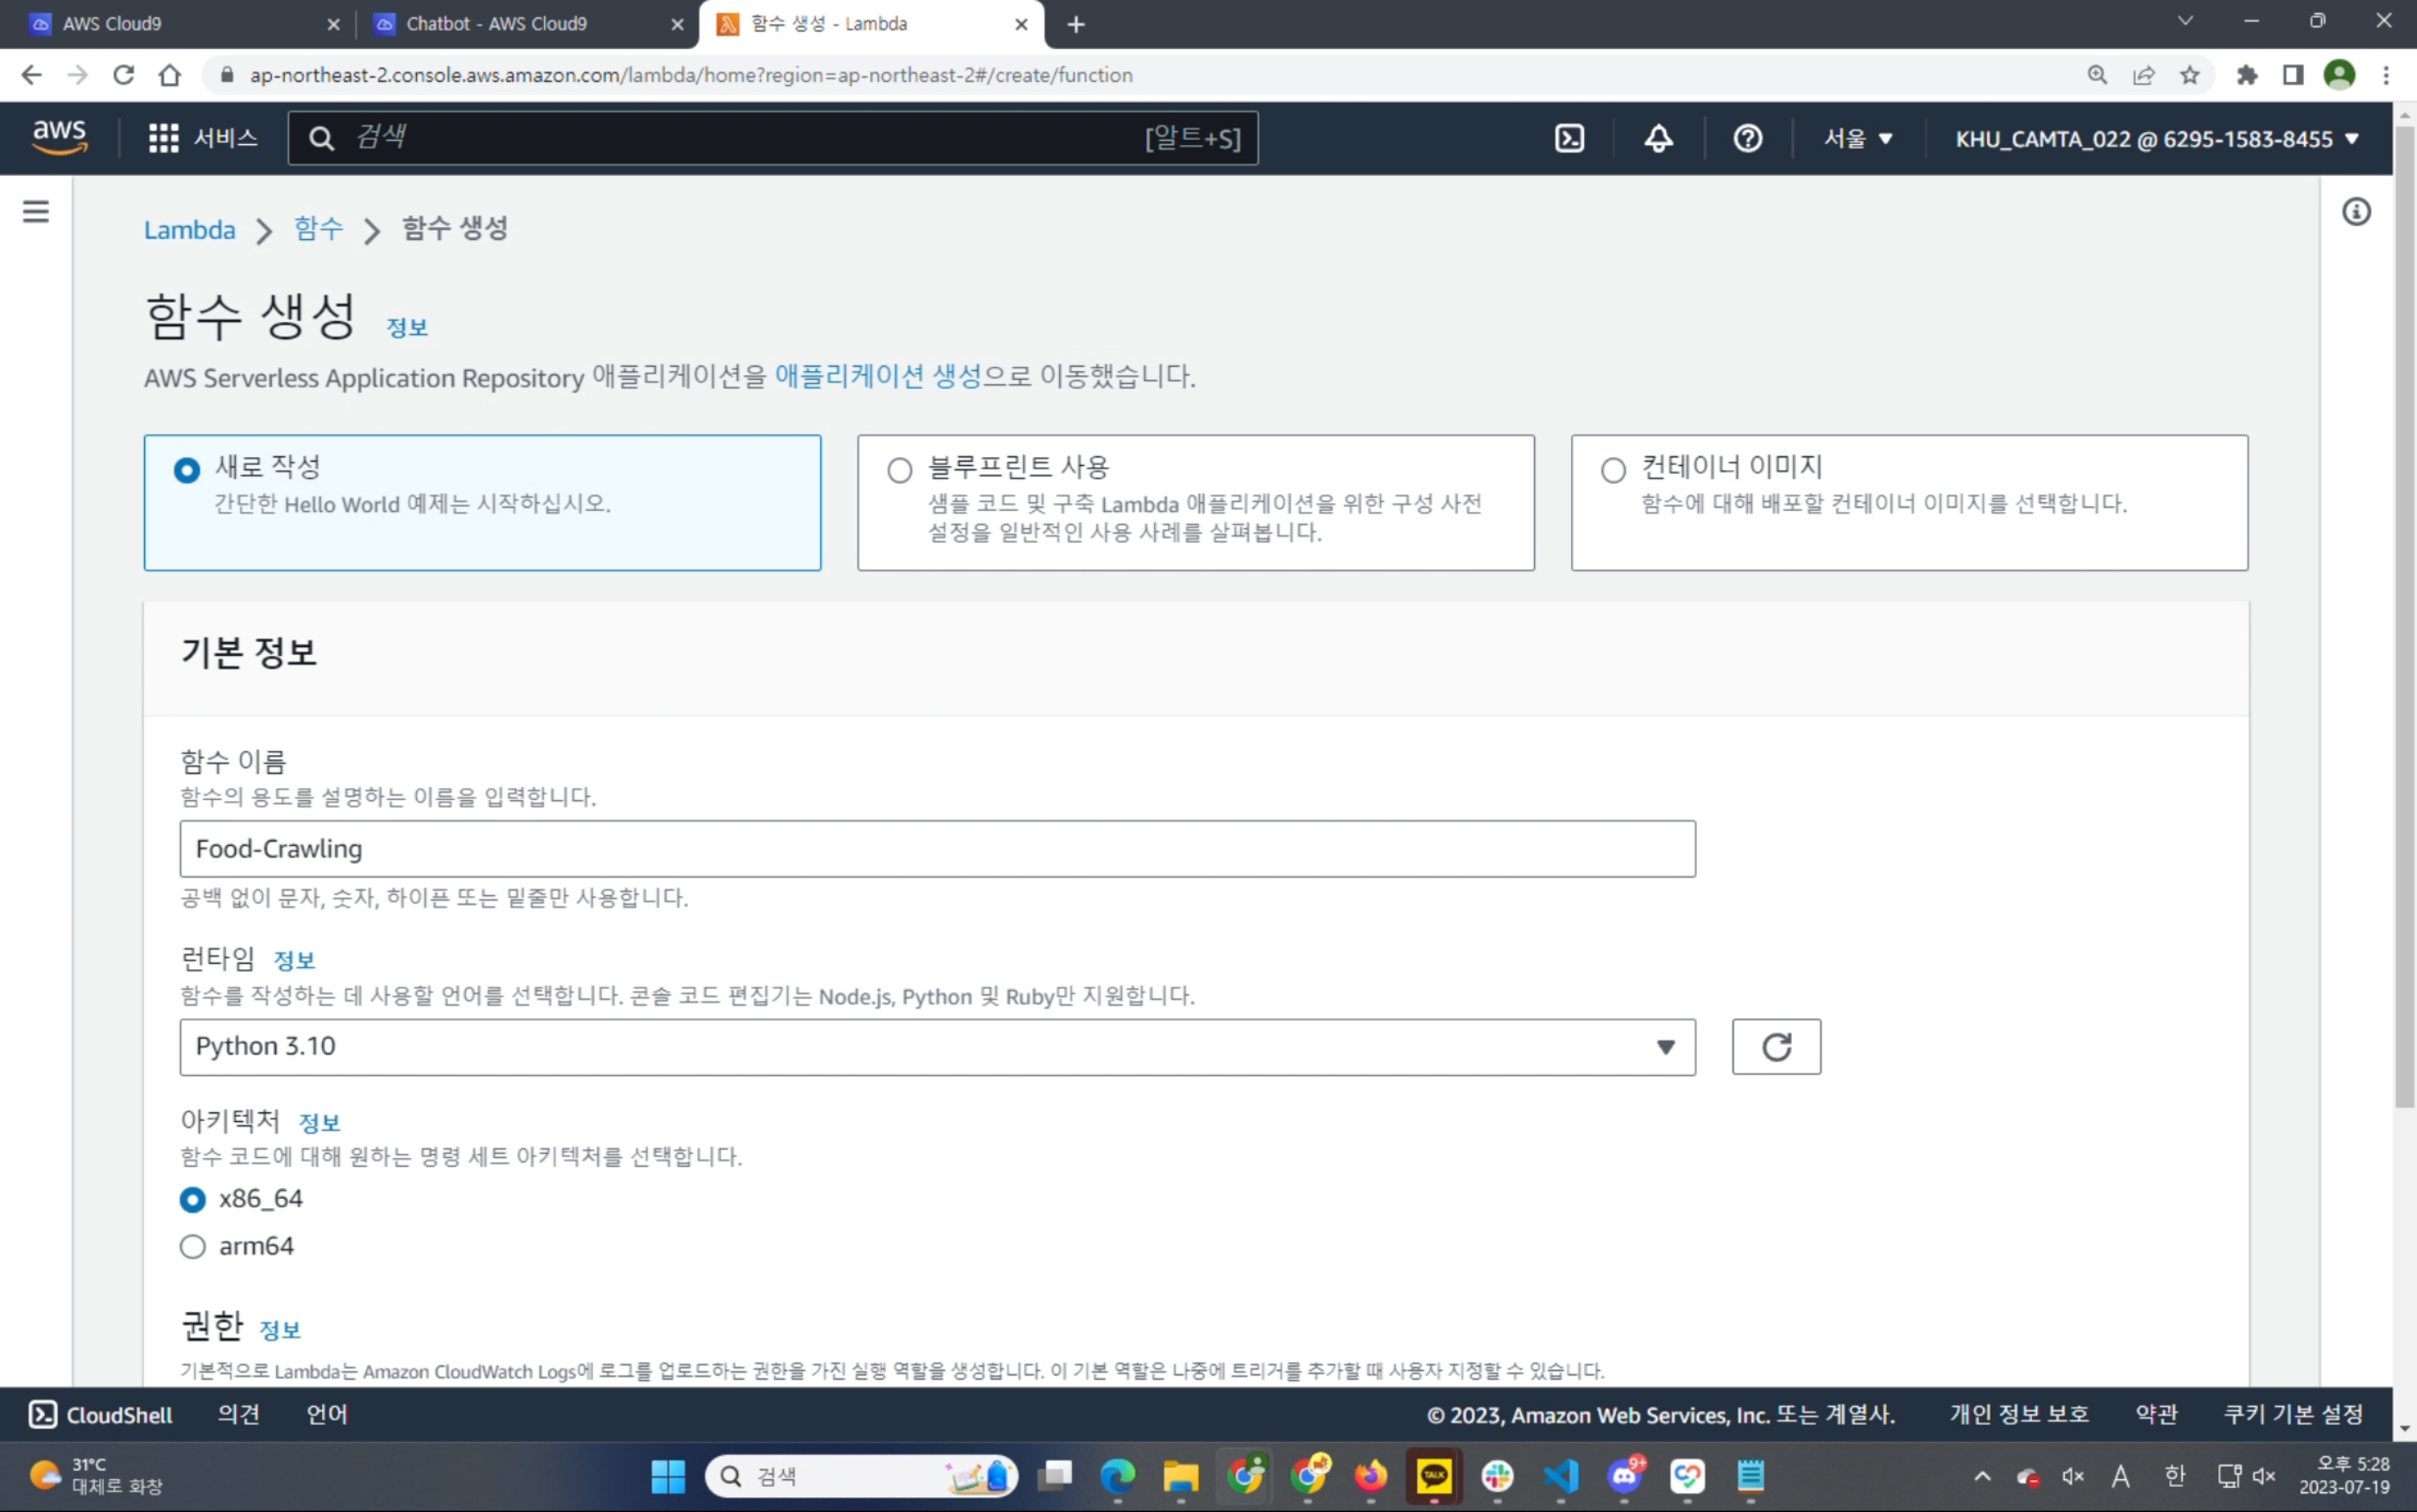 AWS Cloud9
Chatbot - AWS Cloud9
함수 생성 - Lambda
ap-northeast-2.console.aws.amazon.com/lambda/home?region=ap-northeast-2#/create/function
aws
서비스
검색
[알트+S]
서울
KHU_CAMTA_022 @ 6295-1583-8455
Lambda > 함수 > 함수 생성
함수 생성 정보
AWS Serverless Application Repository 애플리케이션을 애플리케이션 생성으로 이동했습니다.
새로 작성
간단한 Hello World 예제는 시작하십시오.
블루프린트 사용
샘플 코드 및 구축 Lambda 애플리케이션을 위한 구성 사전
설정을 일반적인 사용 사례를 살펴봅니다.
컨테이너 이미지
함수에 대해 배포할 컨테이너 이미지를 선택합니다.
기본 정보
함수 이름
함수의 용도를 설명하는 이름을 입력합니다.
Food-Crawling
공백 없이 문자, 숫자, 하이픈 또는 밑줄만 사용합니다.
런타임 정보
함수를 작성하는 데 사용할 언어를 선택합니다. 콘솔 코드 편집기는 Node.js, Python 및 Ruby만 지원합니다.
Python 3.10
아키텍처 정보
함수 코드에 대해 원하는 명령 세트 아키텍처를 선택합니다.
x86_64
arm64
권한 정보
기본적으로 Lambda는 Amazon CloudWatch Logs에 로그를 업로드하는 권한을 가진 실행 역할을 생성합니다. 이 기본 역할은 나중에 트리거를 추가할 때 사용자 지정할 수 있습니다.
CloudShell
의견
언어
© 2023, Amazon Web Services, Inc. 또는 계열사.
개인 정보 보호
약관
쿠키 기본 설정
31°C
대체로 화창
검색
TALK
9+
A
한
오후 5:28
2023-07-19